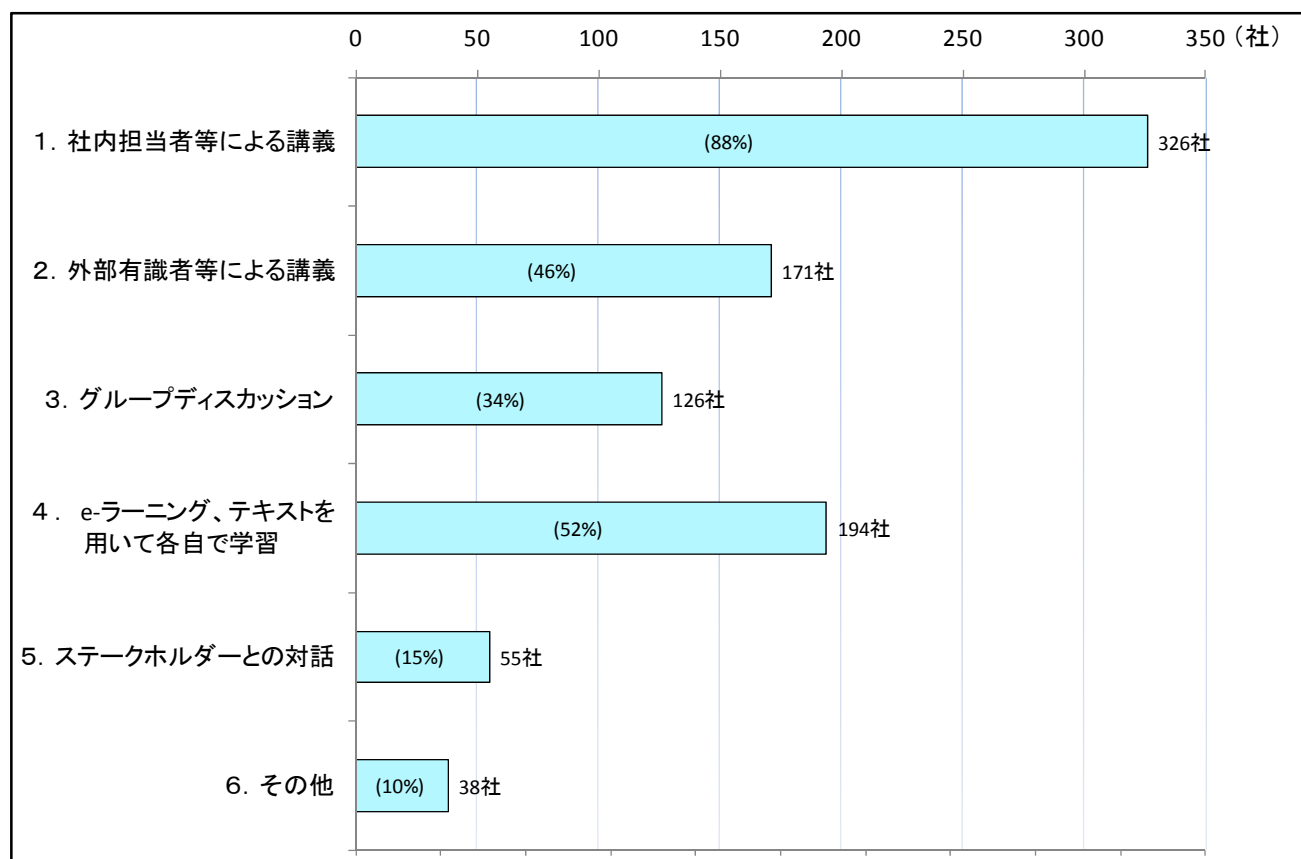 0 50 100 150 200 250 300 350 (社)
1. 社内担当者等による講義 (88%) 326社
2. 外部有識者等による講義 (46%) 171社
3. グループディスカッション (34%) 126社
4. e-ラーニング、テキストを
用いて各自で学習 (52%) 194社
5. ステークホルダーとの対話 (15%) 55社
6. その他 (10%) 38社